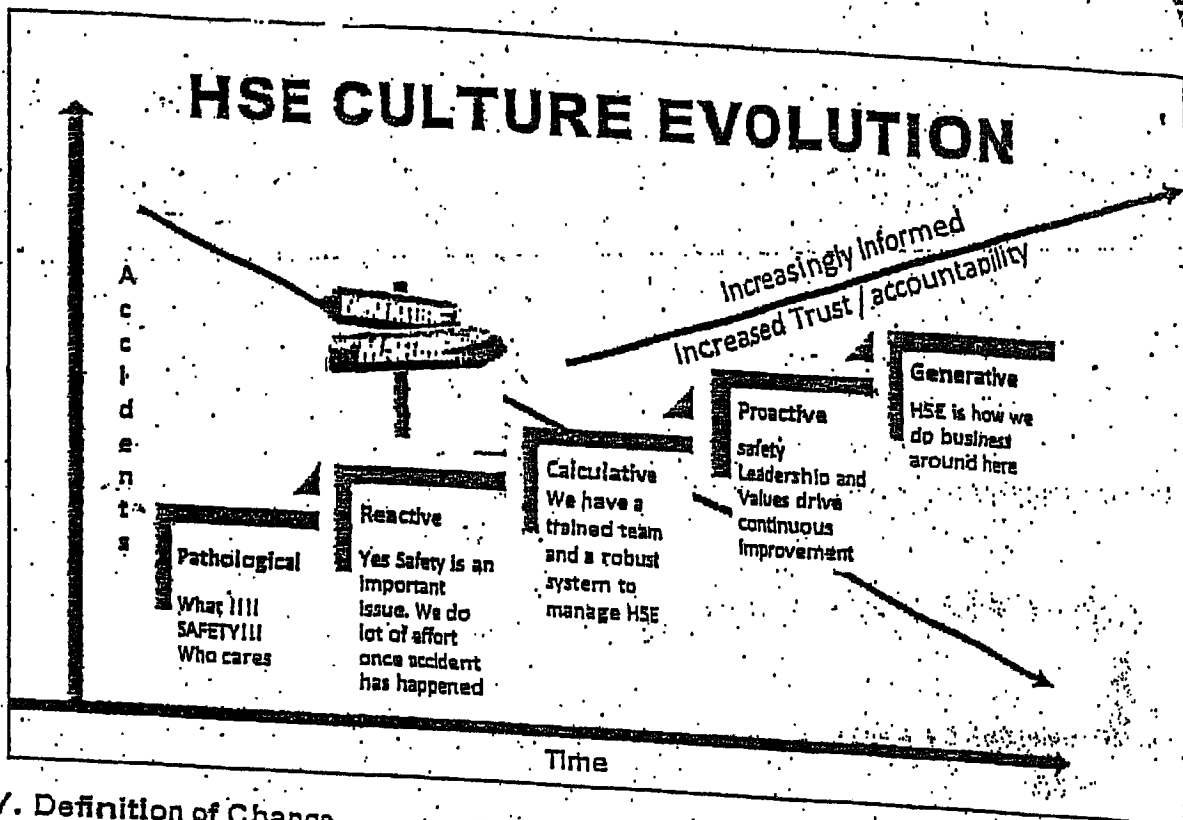 HSE CULTURE EVOLUTION
Accidents
Increasingly Informed
Increased Trust / accountability
Pathological
What !!!!
SAFETY!!!
Who cares
Reactive
Yes Safety is an
important
issue. We do
lot of affort
once accident
has happened
Calculative
We have a
trained team
and a robust
system to
manage HSE
Proactive
safety
Leadership and
Values drive
continuous
improvement
Generative
HSE is how we
do business
around here
Time
Definition of Change